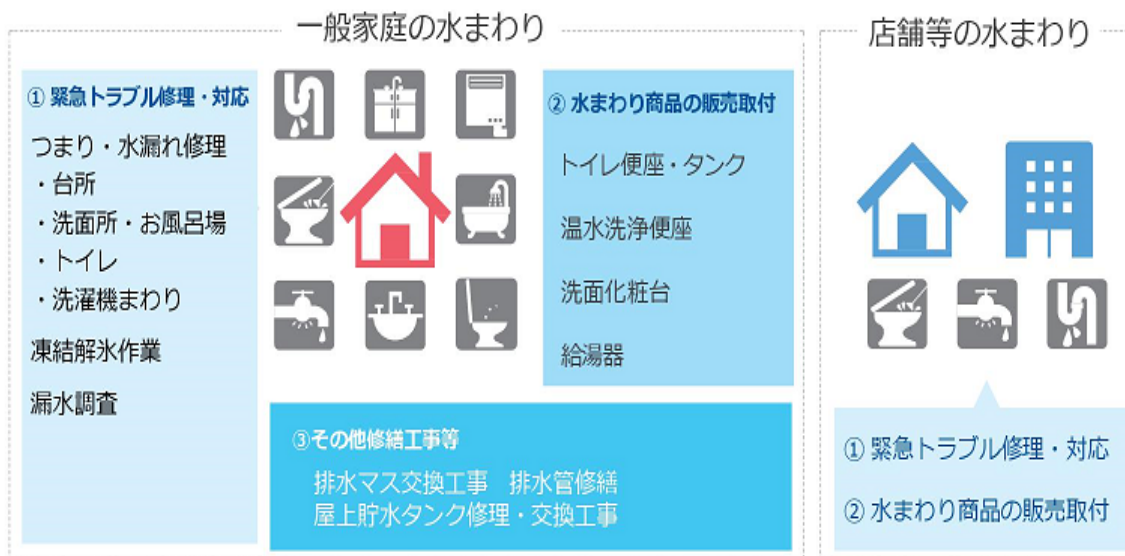 一般家庭の水まわり
① 緊急トラブル修理・対応
つまり・水漏れ修理
・台所
・洗面所・お風呂場
・トイレ
・洗濯機まわり
凍結解氷作業
漏水調査
② 水まわり商品の販売取付
トイレ便座・タンク
温水洗浄便座
洗面化粧台
給湯器
③その他修繕工事等
排水マス交換工事　排水管修繕
屋上貯水タンク修理・交換工事
店舗等の水まわり
① 緊急トラブル修理・対応
② 水まわり商品の販売取付